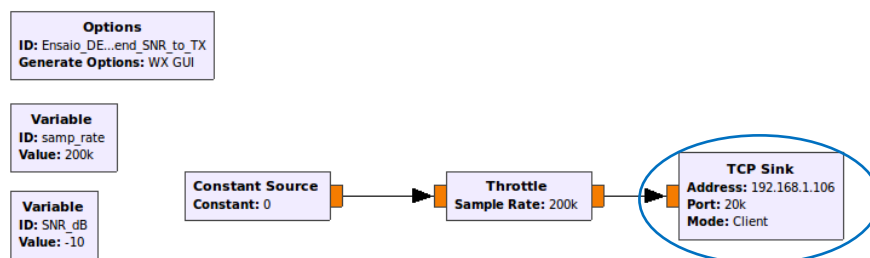 Options
ID: Ensaio_DE...end_SNR_to_TX
Generate Options: WX GUI
Variable
ID: samp_rate
Value: 200k
Variable
ID: SNR_dB
Value: -10
Constant Source
Constant: 0
Throttle
Sample Rate: 200k
TCP Sink
Address: 192.168.1.106
Port: 20k
Mode: Client